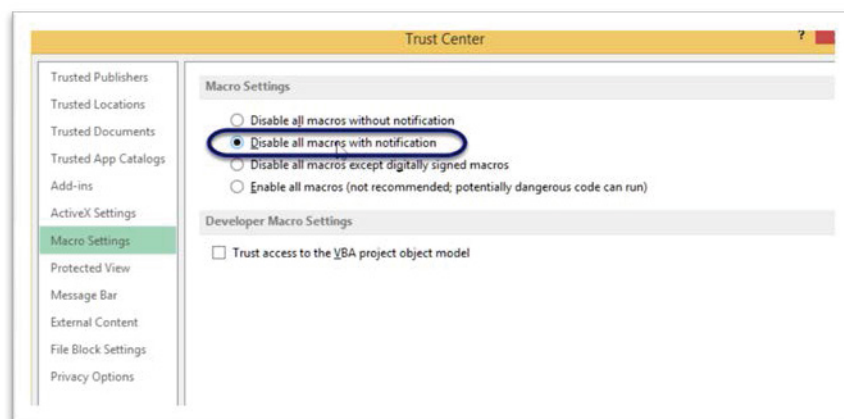 Trust Center
?
Trusted Publishers
Trusted Locations
Trusted Documents
Trusted App Catalogs
Add-ins
ActiveX Settings
Macro Settings
Protected View
Message Bar
External Content
File Block Settings
Privacy Options
Macro Settings
Disable all macros without notification
Disable all macros with notification
Disable all macros except digitally signed macros
Enable all macros (not recommended; potentially dangerous code can run)
Developer Macro Settings
Trust access to the VBA project object model